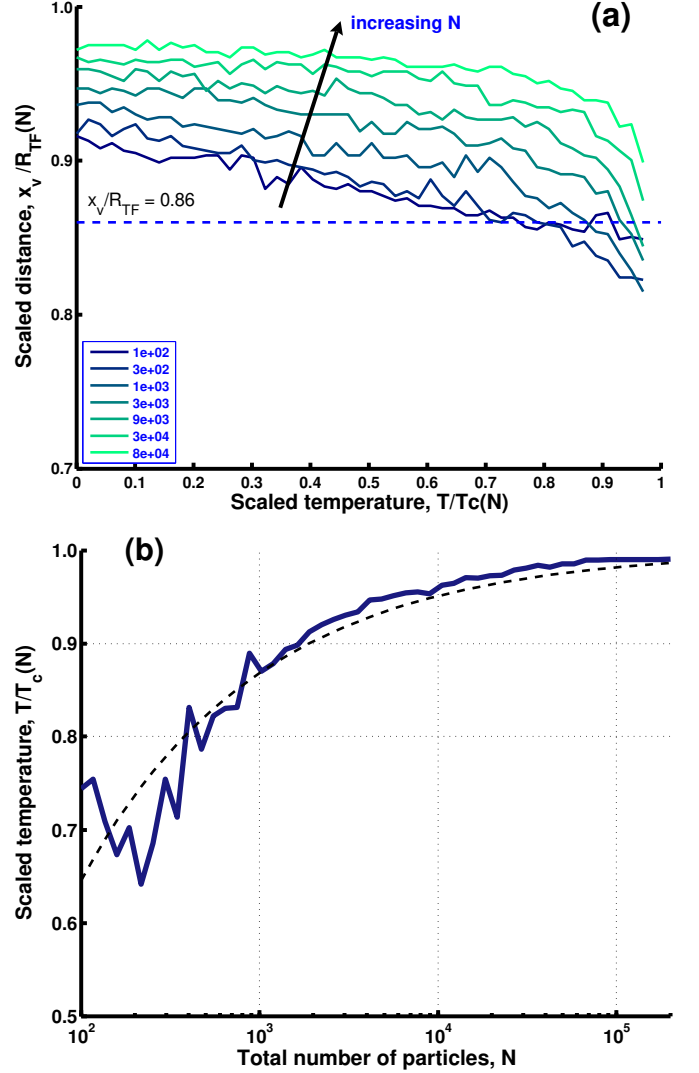 (a)
increasing N
1.0
0.9
0.8
0.7
Scaled distance, x_v/R_TF(N)
x_v/R_TF = 0.86
1e+02
3e+02
1e+03
3e+03
9e+03
3e+04
8e+04
0 0.1 0.2 0.3 0.4 0.5 0.6 0.7 0.8 0.9 1
Scaled temperature, T/Tc(N)
(b)
1.0
0.9
0.8
0.7
0.6
0.5
Scaled temperature, T/T_c(N)
10^2 10^3 10^4 10^5
Total number of particles, N